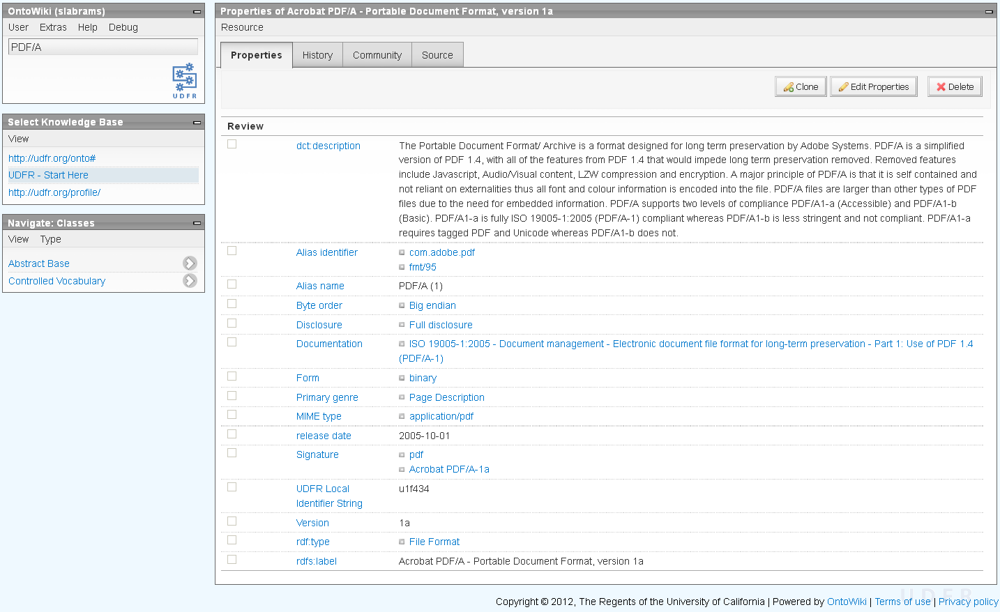 OntoWiki (slabrams)
User Extras Help Debug
PDF/A
UDFR
Select Knowledge Base
View
http://udfr.org/onto#
UDFR - Start Here
http://udfr.org/profile/
Navigate: Classes
View Type
Abstract Base
Controlled Vocabulary
Properties of Acrobat PDF/A - Portable Document Format, version 1a
Resource
Properties History Community Source
Clone Edit Properties Delete
Review
dct:description The Portable Document Format/ Archive is a format designed for long term preservation by Adobe Systems. PDF/A is a simplified
version of PDF 1.4, with all of the features from PDF 1.4 that would impede long term preservation removed. Removed features
include Javascript, Audio/Visual content, LZW compression and encryption. A major principle of PDF/A is that it is self contained and
not reliant on externalities thus all font and colour information is encoded into the file. PDF/A files are larger than other types of PDF
files due to the need for embedded information. PDF/A supports two levels of compliance PDF/A1-a (Accessible) and PDF/A1-b
(Basic). PDF/A1-a is fully ISO 19005-1:2005 (PDF/A-1) compliant whereas PDF/A1-b is less stringent and not compliant. PDF/A1-a
requires tagged PDF and Unicode whereas PDF/A1-b does not.
Alias identifier com.adobe.pdf
fmt/95
Alias name PDF/A (1)
Byte order Big endian
Disclosure Full disclosure
Documentation ISO 19005-1:2005 - Document management - Electronic document file format for long-term preservation - Part 1: Use of PDF 1.4
(PDF/A-1)
Form binary
Primary genre Page Description
MIME type application/pdf
release date 2005-10-01
Signature pdf
Acrobat PDF/A-1a
UDFR Local u1f434
Identifier String
Version 1a
rdf:type File Format
rdfs:label Acrobat PDF/A - Portable Document Format, version 1a
UDFR
Copyright © 2012, The Regents of the University of California | Powered by OntoWiki | Terms of use | Privacy policy